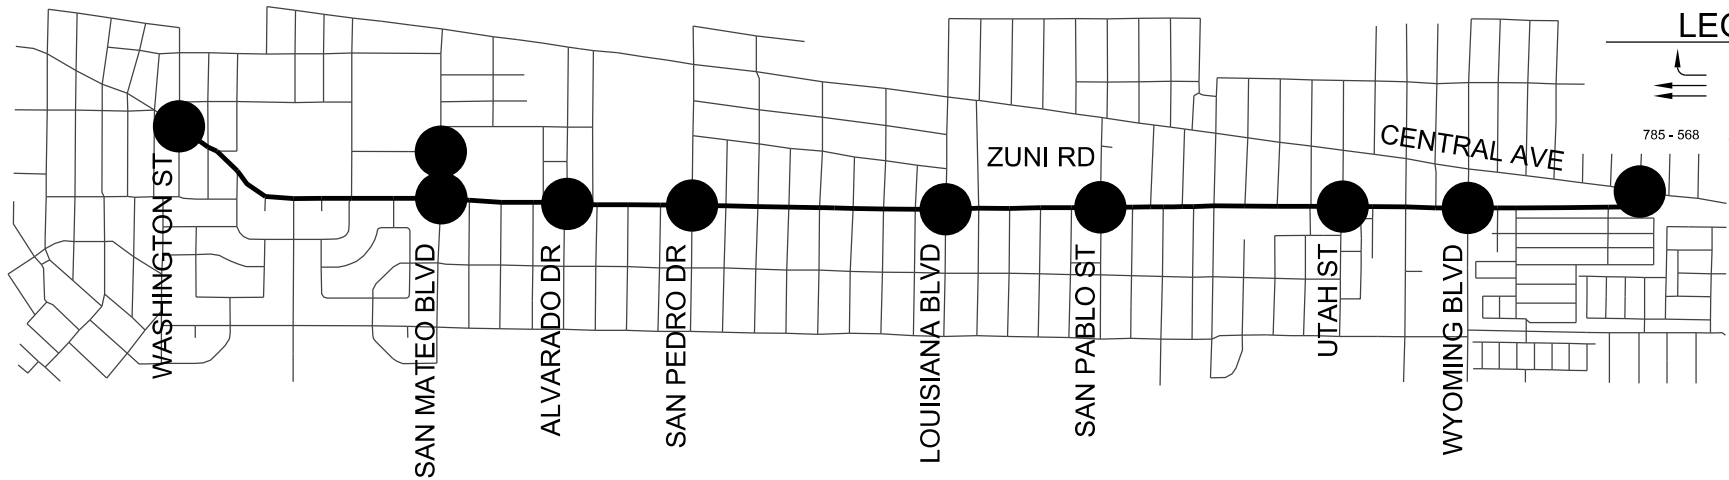 LEG
785 - 568
CENTRAL AVE
ZUNI RD
WASHINGTON ST
SAN MATEO BLVD
ALVARADO DR
SAN PEDRO DR
LOUISIANA BLVD
SAN PABLO ST
UTAH ST
WYOMING BLVD